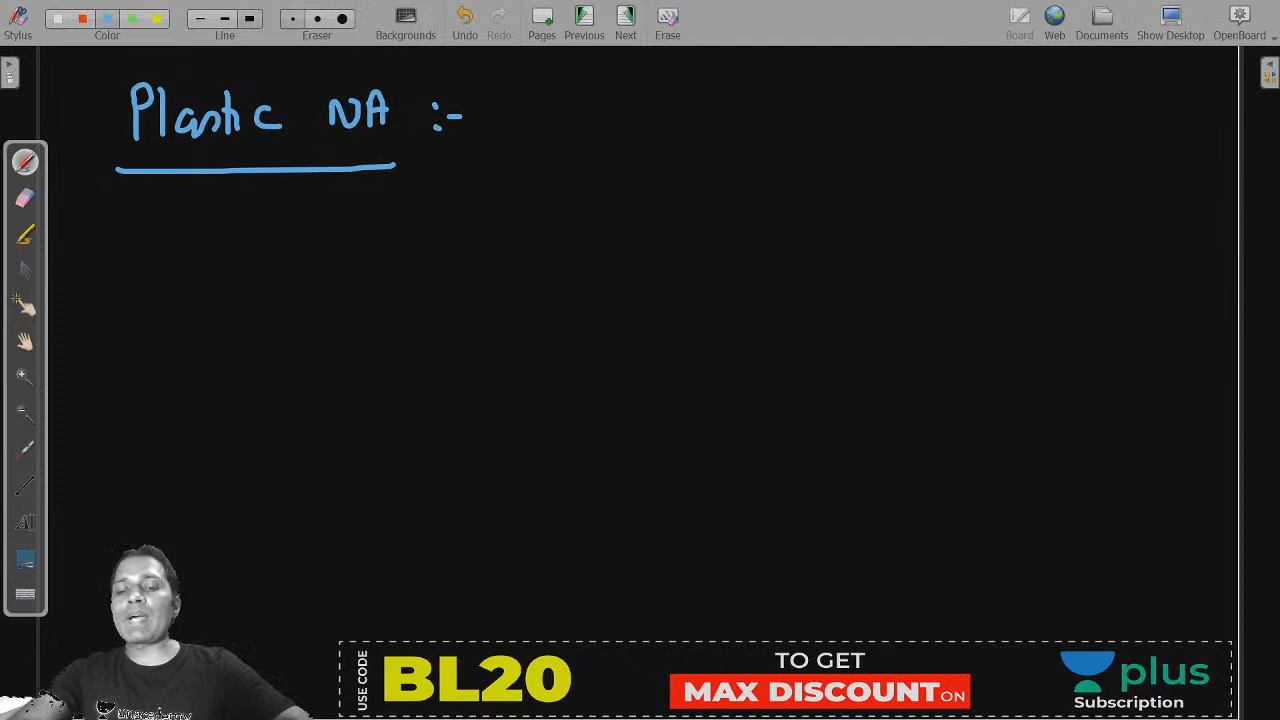 Stylus
Color
Line
Eraser
Backgrounds
Undo
Redo
Pages
Previous
Next
Erase
Board
Web
Documents
Show Desktop
OpenBoard
Plastic NA :-
USE CODE
BL20
TO GET
MAX DISCOUNT ON
plus
Subscription
unacademy